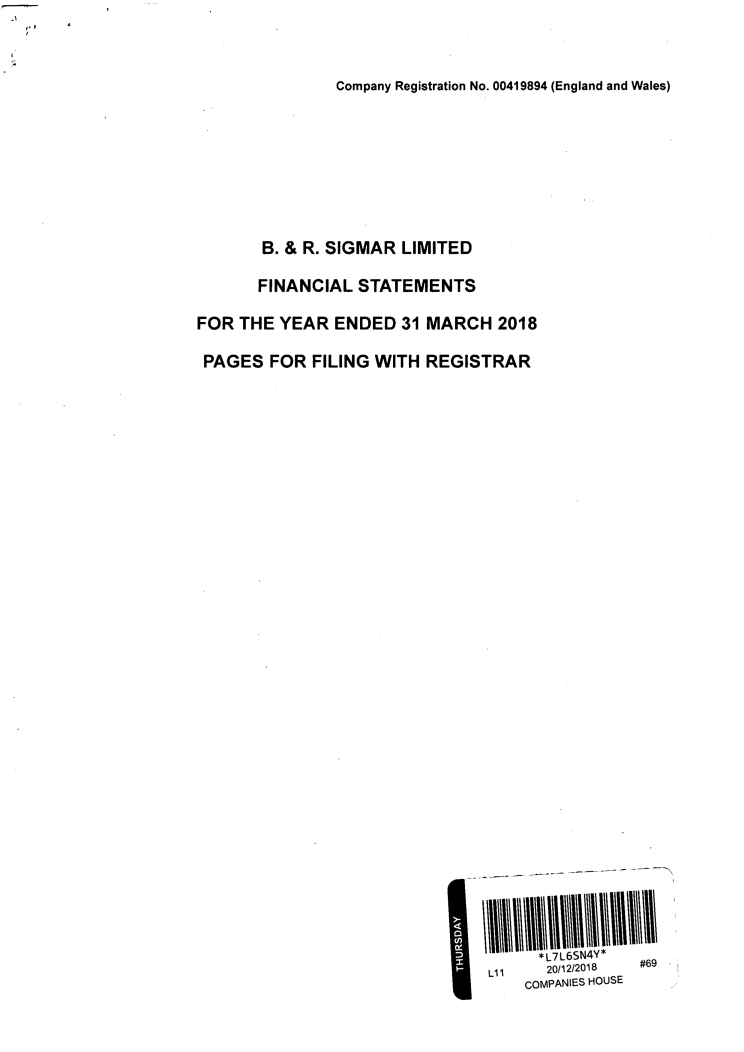 Company Registration No. 00419894 (England and Wales)
B. & R. SIGMAR LIMITED
FINANCIAL STATEMENTS
FOR THE YEAR ENDED 31 MARCH 2018
PAGES FOR FILING WITH REGISTRAR
THURSDAY
*L7L6SN4Y*
L11 20/12/2018 #69
COMPANIES HOUSE